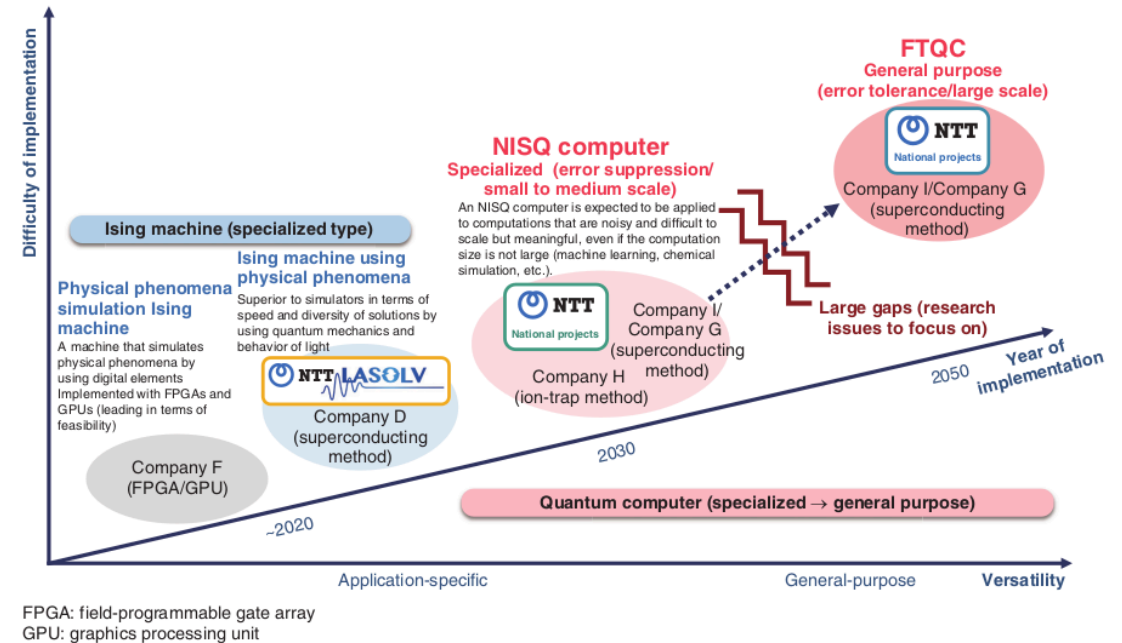 Difficulty of implementation
FTQC
General purpose
(error tolerance/large scale)
NTT
National projects
Company I/Company G
(superconducting
method)
NISQ computer
Specialized (error suppression/
small to medium scale)
An NISQ computer is expected to be applied
to computations that are noisy and difficult to
scale but meaningful, even if the computation
size is not large (machine learning, chemical
simulation, etc.).
NTT
National projects
Company I/
Company G
(superconducting
method)
Company H
(ion-trap method)
Large gaps (research
issues to focus on)
Ising machine (specialized type)
Ising machine using
physical phenomena
Superior to simulators in terms of
speed and diversity of solutions by
using quantum mechanics and
behavior of light
NTT LASOLV
Company D
(superconducting
method)
Physical phenomena
simulation Ising
machine
A machine that simulates
physical phenomena by
using digital elements
Implemented with FPGAs and
GPUs (leading in terms of
feasibility)
Company F
(FPGA/GPU)
~2020
2030
2050
Year of
implementation
Quantum computer (specialized → general purpose)
Application-specific
General-purpose
Versatility
FPGA: field-programmable gate array
GPU: graphics processing unit